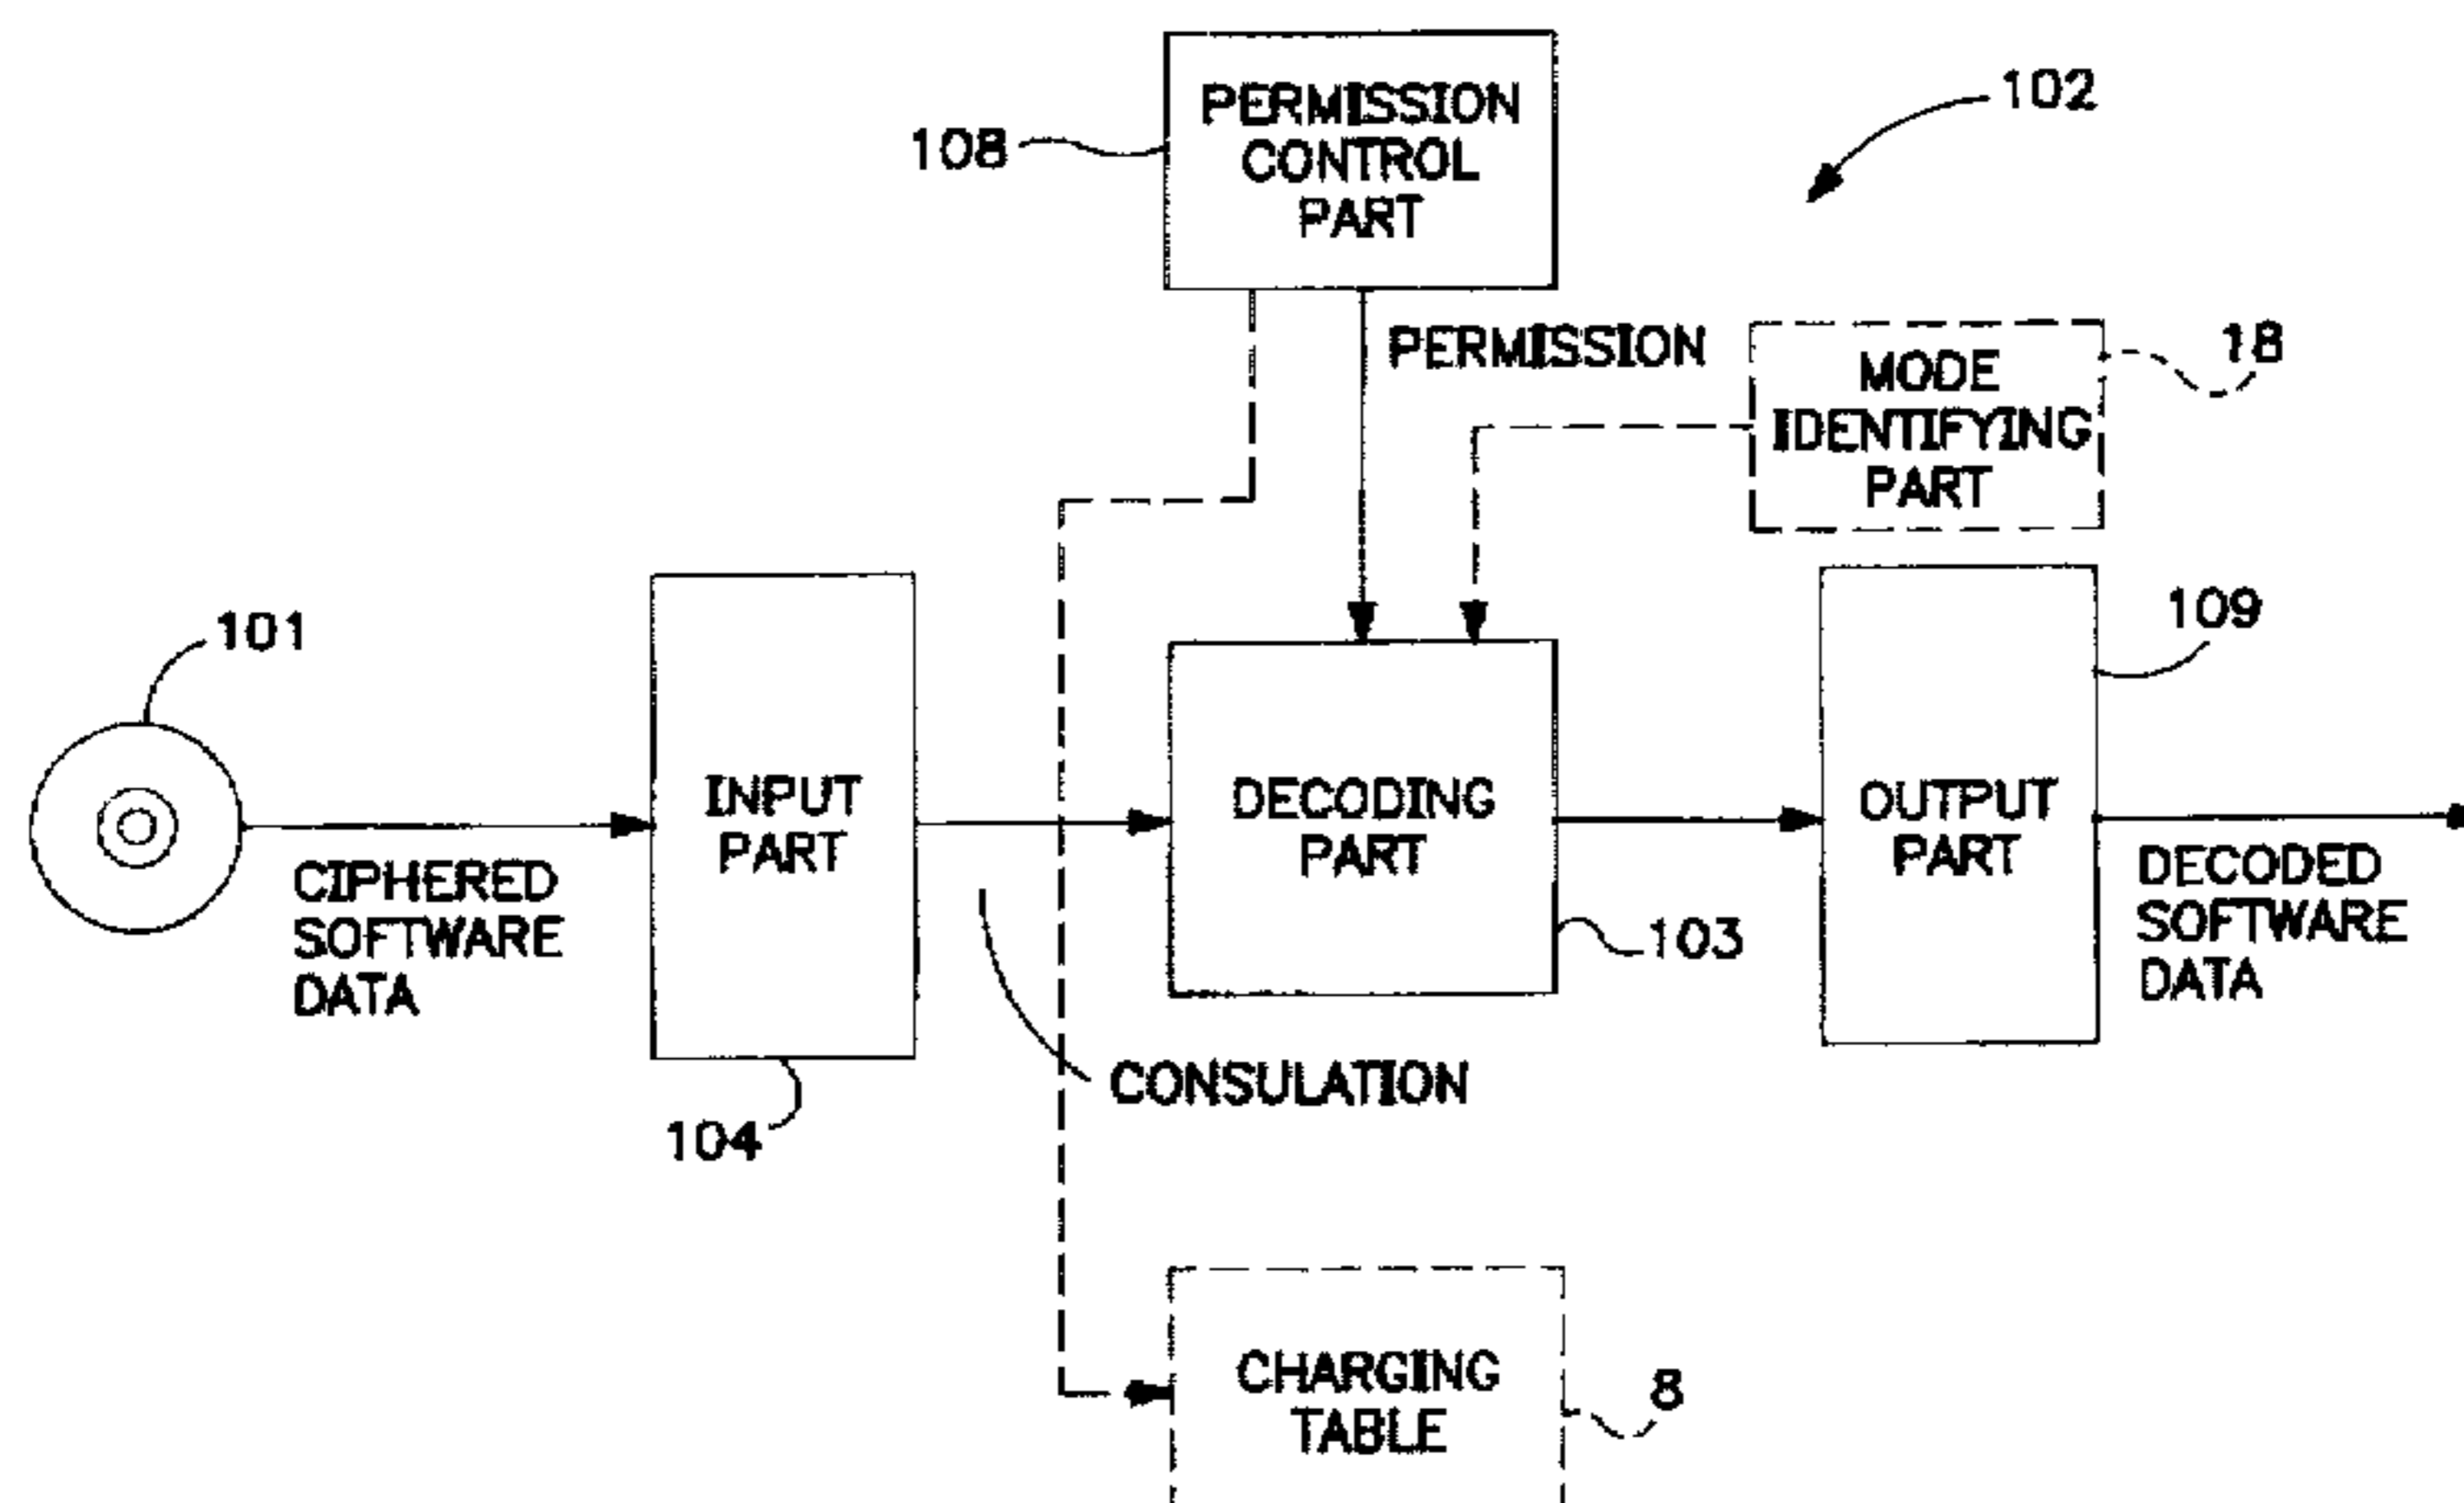 PERMISSION
CONTROL
PART
108
102
PERMISSION
MODE
IDENTIFYING
PART
18
101
CIPHERED
SOFTWARE
DATA
INPUT
PART
104
DECODING
PART
103
CONSULATION
OUTPUT
PART
109
DECODED
SOFTWARE
DATA
CHARGING
TABLE
8